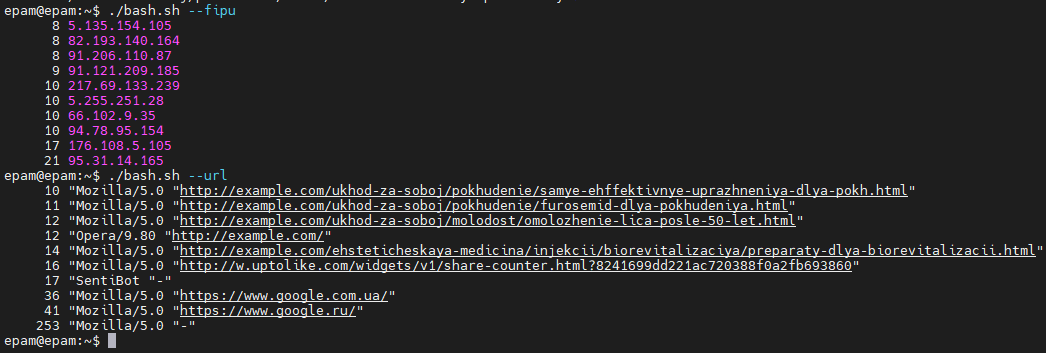 epam@epam:~$ ./bash.sh --fipu
8 5.135.154.105
8 82.193.140.164
8 91.206.110.87
9 91.121.209.185
10 217.69.133.239
10 5.255.251.28
10 66.102.9.35
10 94.78.95.154
17 176.108.5.105
21 95.31.14.165
epam@epam:~$ ./bash.sh --url
10 "Mozilla/5.0 "http://example.com/ukhod-za-soboj/pokhudenie/samye-ehffektivnye-uprazhneniya-dlya-pokh.html"
11 "Mozilla/5.0 "http://example.com/ukhod-za-soboj/pokhudenie/furosemid-dlya-pokhudeniya.html"
12 "Mozilla/5.0 "http://example.com/ukhod-za-soboj/molodost/omolozhenie-lica-posle-50-let.html"
12 "Opera/9.80 "http://example.com/"
14 "Mozilla/5.0 "http://example.com/ehsteticheskaya-medicina/injekcii/biorevitalizaciya/preparaty-dlya-biorevitalizacii.html"
16 "Mozilla/5.0 "http://w.uptolike.com/widgets/v1/share-counter.html?8241699dd221ac720388f0a2fb693860"
17 "SentiBot "-"
36 "Mozilla/5.0 "https://www.google.com.ua/"
41 "Mozilla/5.0 "https://www.google.ru/"
253 "Mozilla/5.0 "-"
epam@epam:~$